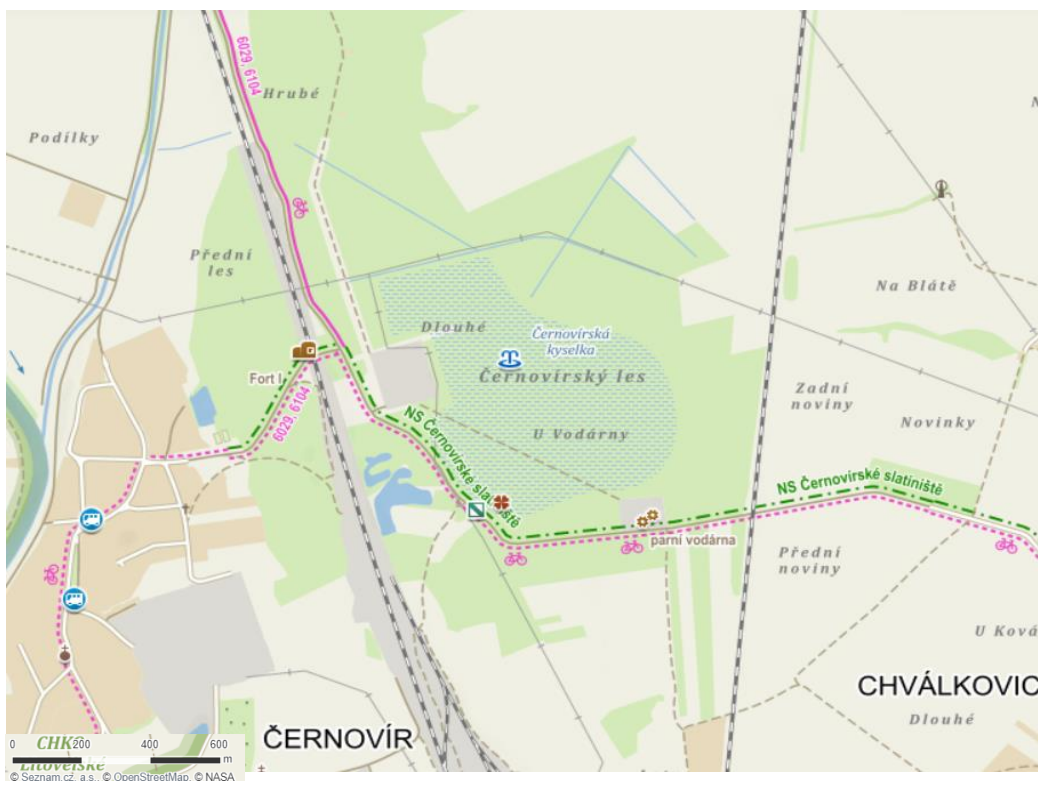 6029, 6104
Hrubé
Podílky
Přední
les
Na Blátě
Dlouhé
Černovírská
kyselka
Fort I
Černovírský les
Zadní
noviny
6029, 6104
NS Černovírské slatiniště
U Vodárny
Novinky
NS Černovírské slatiniště
parní vodárna
Přední
noviny
U Ková
CHVÁLKOVIC
Dlouhé
ČERNOVÍR
CHKO
Litovelské
0 200 400 600
m
© Seznam.cz, a.s., © OpenStreetMap, © NASA